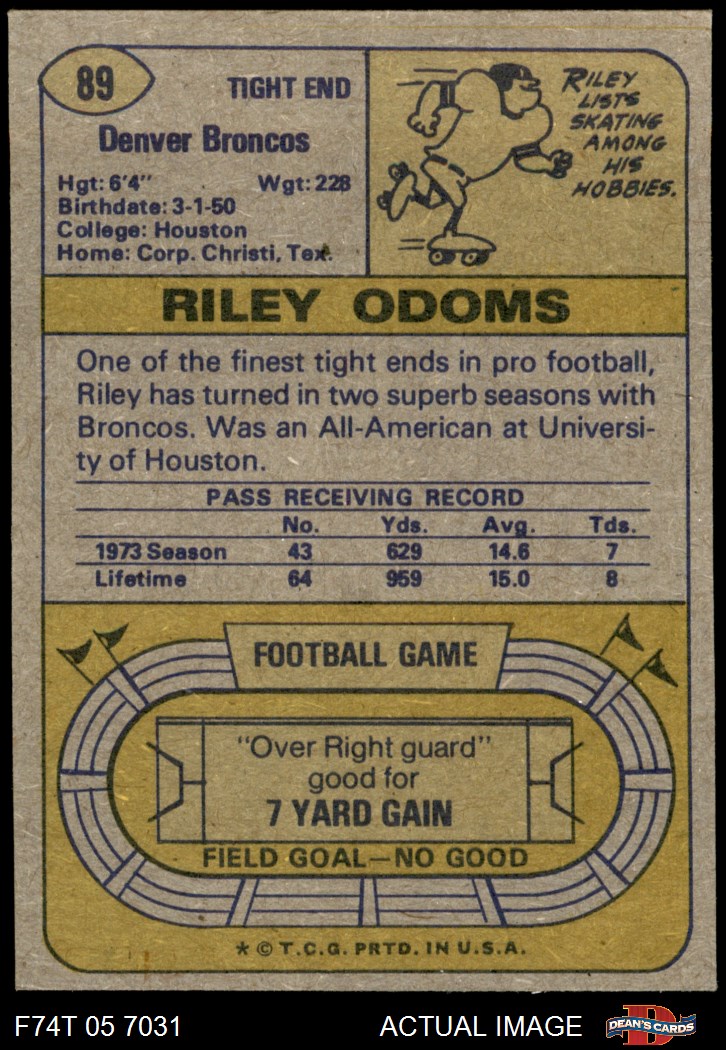 89
TIGHT END
Denver Broncos
Hgt: 6'4" Wgt: 228
Birthdate: 3-1-50
College: Houston
Home: Corp. Christi, Tex.
RILEY
LISTS
SKATING
AMONG
HIS
HOBBIES.
RILEY ODOMS
One of the finest tight ends in pro football,
Riley has turned in two superb seasons with
Broncos. Was an All-American at Universi-
ty of Houston.
PASS RECEIVING RECORD
No. Yds. Avg. Tds.
1973 Season 43 629 14.6 7
Lifetime 64 959 15.0 8
FOOTBALL GAME
"Over Right guard"
good for
7 YARD GAIN
FIELD GOAL—NO GOOD
* © T.C.G. PRTD. IN U.S.A.
F74T 05 7031 ACTUAL IMAGE D DEAN'S CARDS